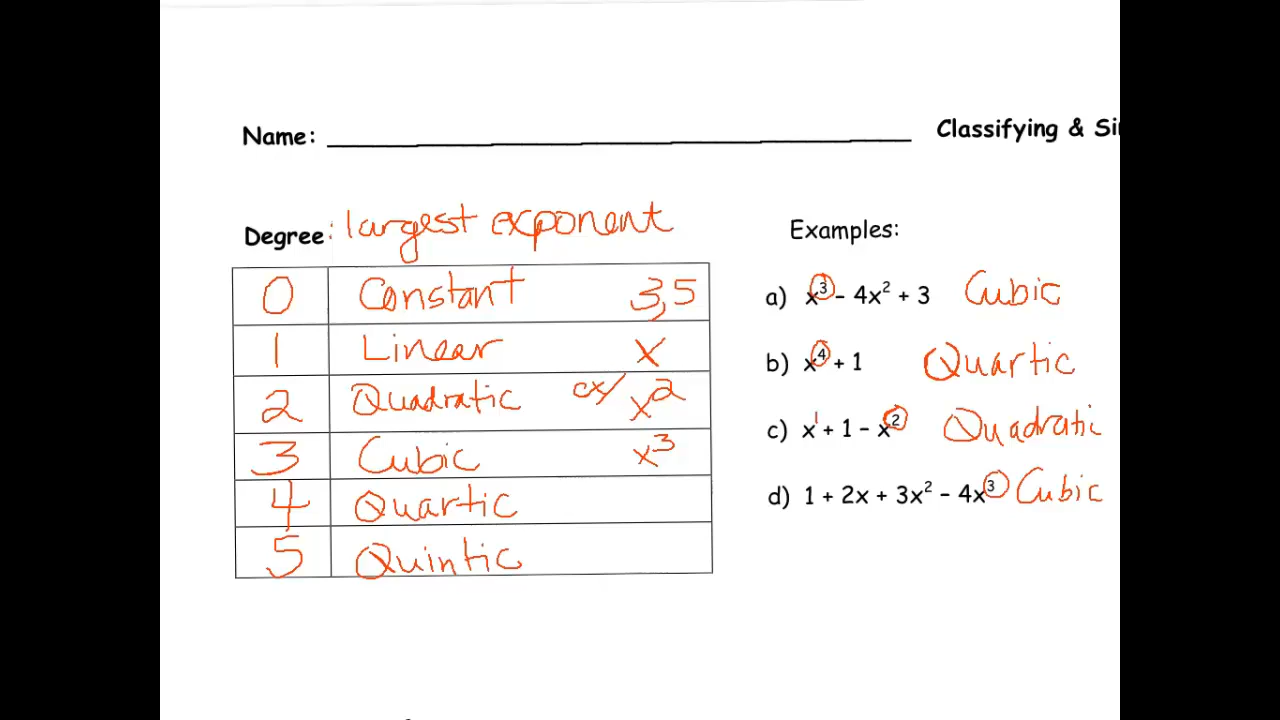 Name: Classifying & Si
Degree: largest exponent
0 Constant 3,5
1 Linear x
2 Quadratic ex/ x²
3 Cubic x³
4 Quartic
5 Quintic
Examples:
a) x³ - 4x² + 3 Cubic
b) x⁴ + 1 Quartic
c) x¹ + 1 - x² Quadratic
d) 1 + 2x + 3x² - 4x³ Cubic